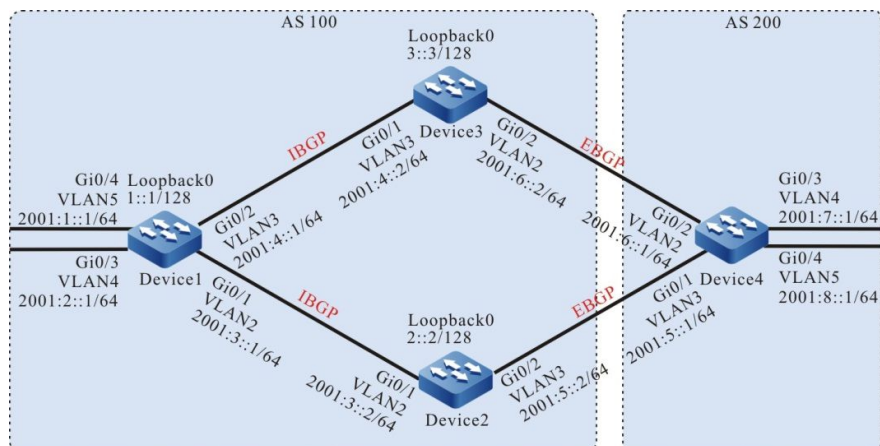 AS 100
AS 200
Loopback0
3::3/128
Device3
IBGP
Gi0/1
VLAN3
2001:4::2/64
Gi0/2
VLAN2
2001:6::2/64
EBGP
Gi0/4
VLAN5
2001:1::1/64
Loopback0
1::1/128
Gi0/2
VLAN3
2001:4::1/64
Gi0/3
VLAN4
2001:2::1/64
Device1
Gi0/1
VLAN2
2001:3::1/64
IBGP
Gi0/2
VLAN2
2001:6::1/64
Gi0/3
VLAN4
2001:7::1/64
Device4
Gi0/4
VLAN5
2001:8::1/64
Gi0/1
VLAN3
2001:5::1/64
EBGP
Loopback0
2::2/128
Gi0/1
VLAN2
2001:3::2/64
Device2
Gi0/2
VLAN3
2001:5::2/64